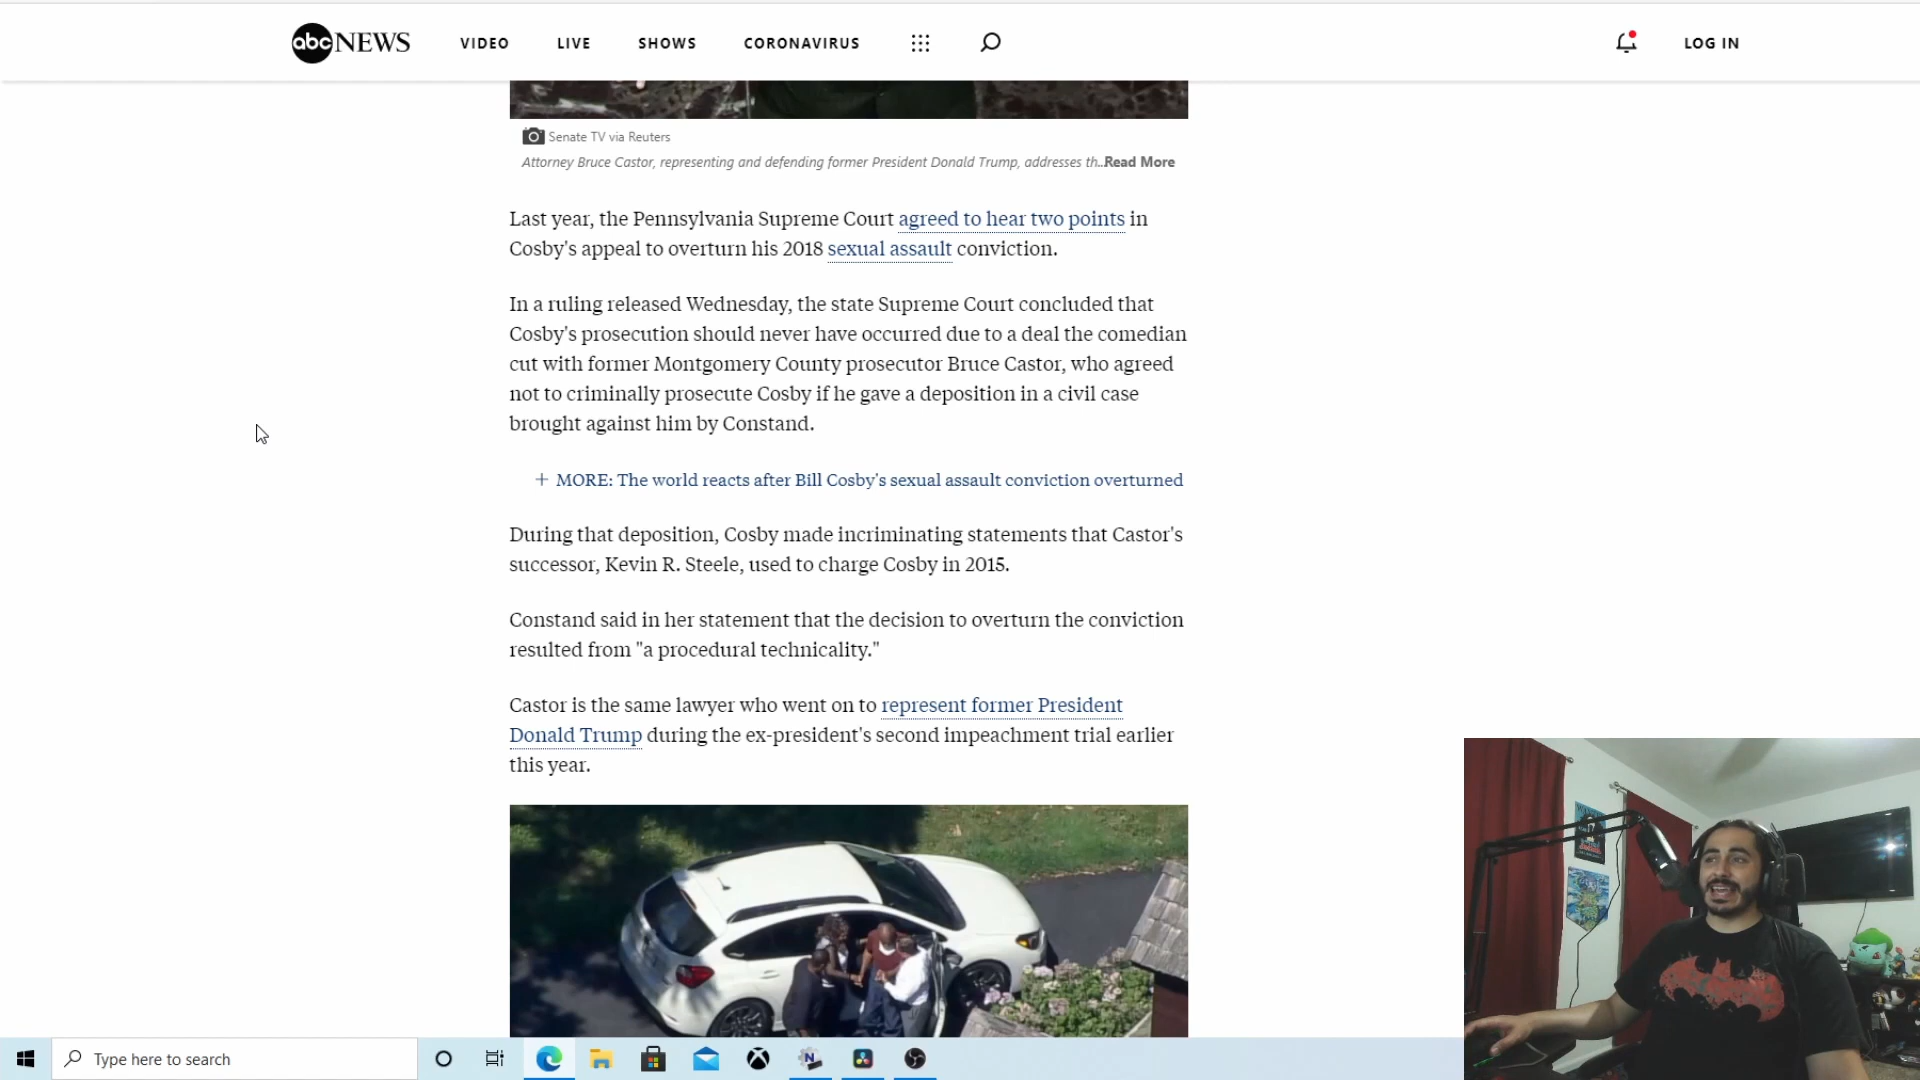 abc NEWS VIDEO LIVE SHOWS CORONAVIRUS LOG IN
Senate TV via Reuters
Attorney Bruce Castor, representing and defending former President Donald Trump, addresses th..Read More
Last year, the Pennsylvania Supreme Court agreed to hear two points in
Cosby's appeal to overturn his 2018 sexual assault conviction.
In a ruling released Wednesday, the state Supreme Court concluded that
Cosby's prosecution should never have occurred due to a deal the comedian
cut with former Montgomery County prosecutor Bruce Castor, who agreed
not to criminally prosecute Cosby if he gave a deposition in a civil case
brought against him by Constand.
+ MORE: The world reacts after Bill Cosby's sexual assault conviction overturned
During that deposition, Cosby made incriminating statements that Castor's
successor, Kevin R. Steele, used to charge Cosby in 2015.
Constand said in her statement that the decision to overturn the conviction
resulted from "a procedural technicality."
Castor is the same lawyer who went on to represent former President
Donald Trump during the ex-president's second impeachment trial earlier
this year.
Type here to search